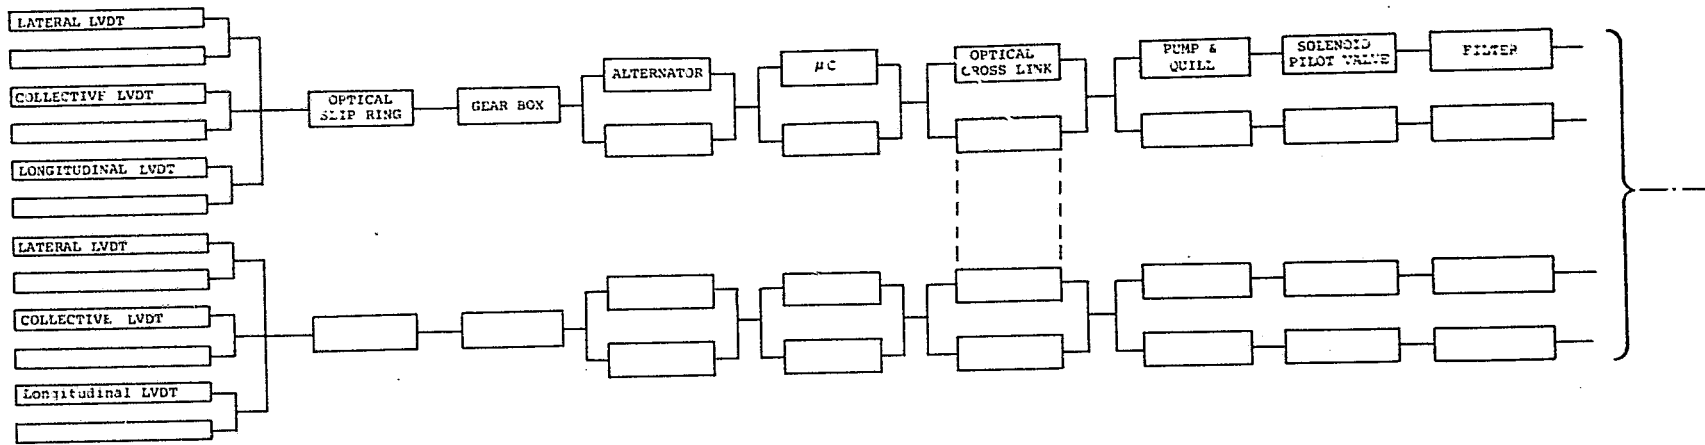 LATERAL LVDT
COLLECTIVE LVDT
LONGITUDINAL LVDT
OPTICAL
SLIP RING
GEAR BOX
ALTERNATOR
μC
OPTICAL
CROSS LINK
PUMP &
QUILL
SOLENOID
PILOT VALVE
FILTER
LATERAL LVDT
COLLECTIVE LVDT
Longitudinal LVDT